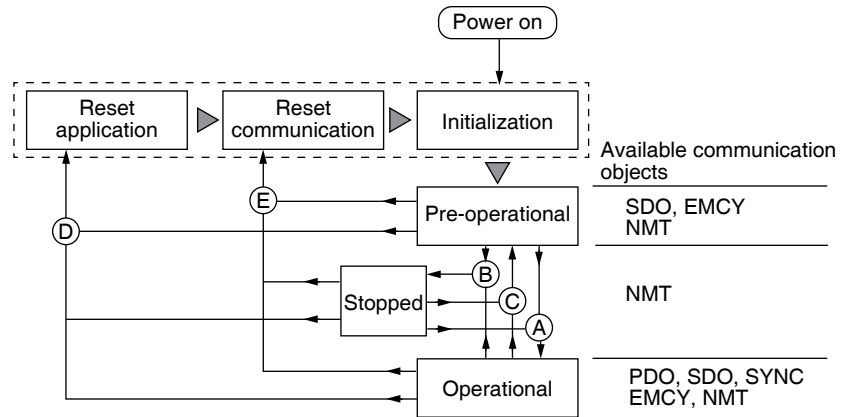 Power on
Reset
application
Reset
communication
Initialization
Available communication
objects
E
Pre-operational
SDO, EMCY
NMT
D
B
Stopped
C
NMT
A
Operational
PDO, SDO, SYNC
EMCY, NMT